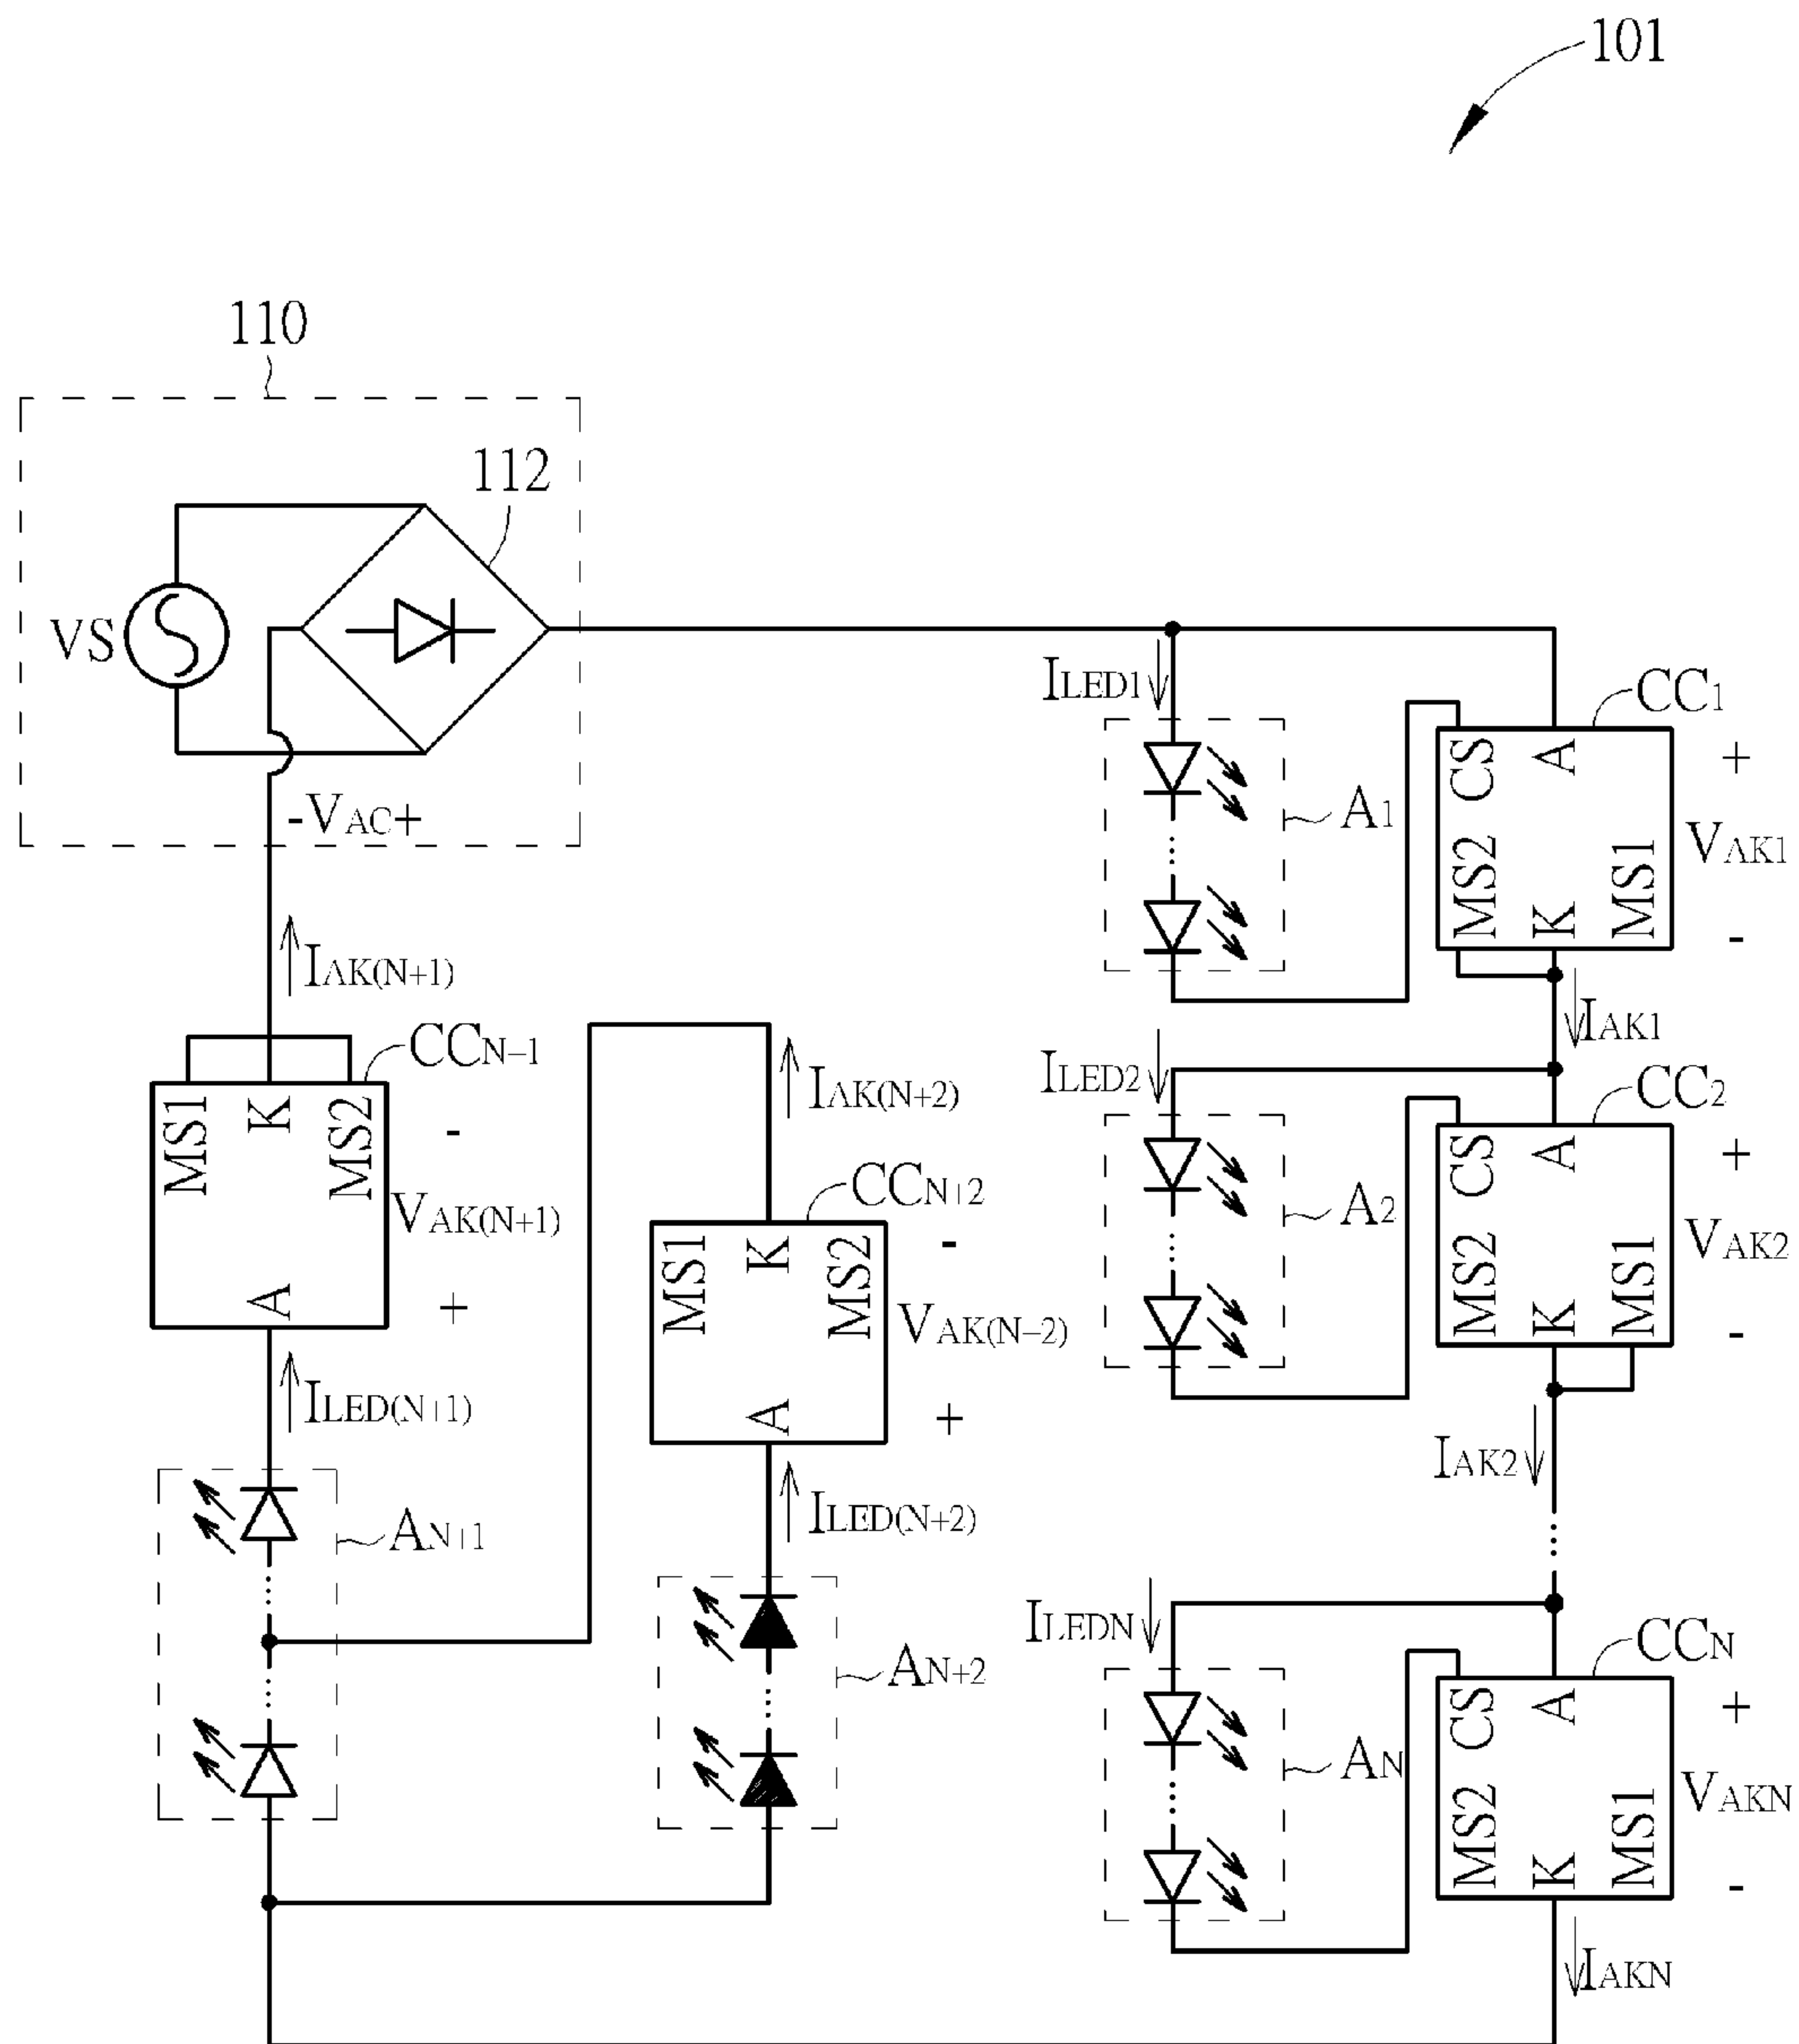 101
110
112
VS
-VAC+
ILED1
A1
CC1
CS
A
MS2
K
MS1
+
VAK1
-
IAK1
IAK(N+1)
CCN-1
MS1
K
MS2
A
-
VAK(N+1)
+
ILED(N+1)
AN+1
IAK(N+2)
CCN+2
MS1
K
MS2
A
-
VAK(N-2)
+
ILED(N+2)
AN+2
ILED2
A2
CC2
CS
A
MS2
K
MS1
+
VAK2
-
IAK2
ILEDN
AN
CCN
CS
A
MS2
K
MS1
+
VAKN
-
IAKN